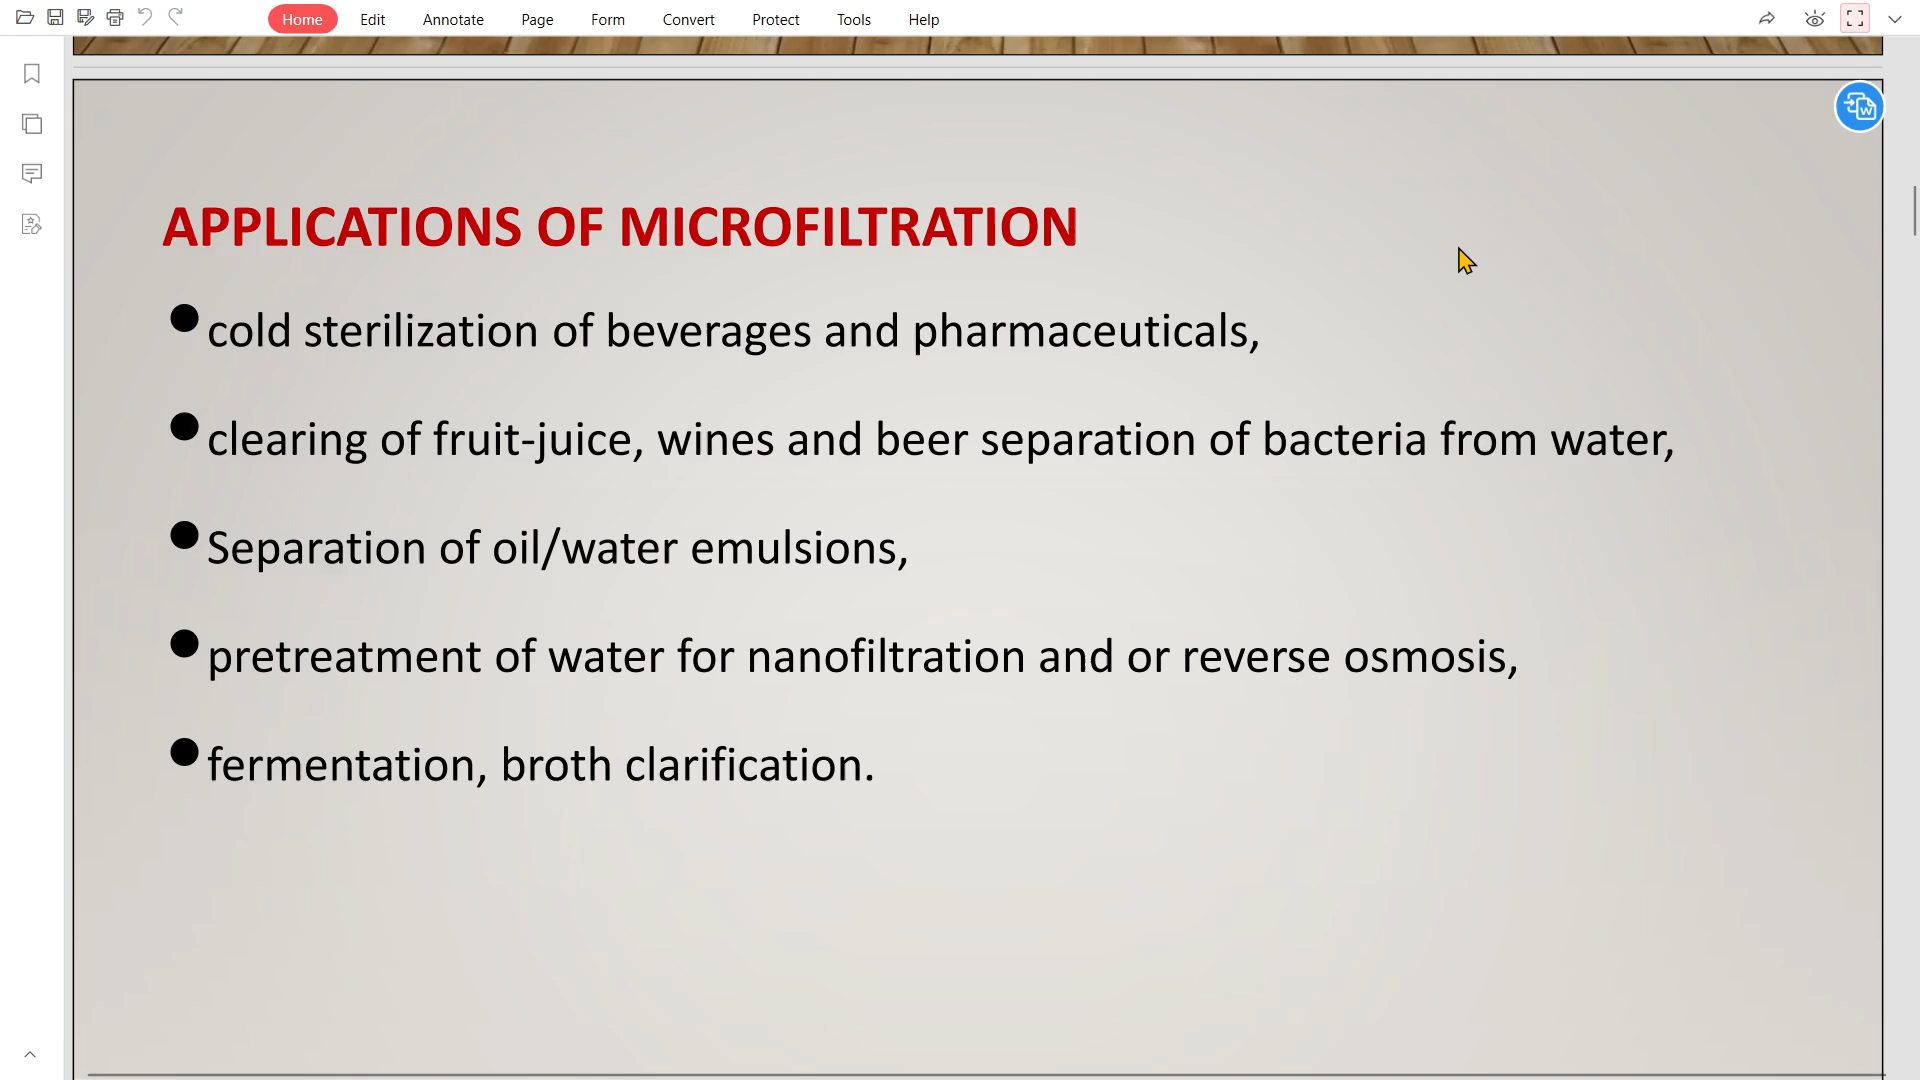 Home Edit Annotate Page Form Convert Protect Tools Help
APPLICATIONS OF MICROFILTRATION
●cold sterilization of beverages and pharmaceuticals,
●clearing of fruit-juice, wines and beer separation of bacteria from water,
●Separation of oil/water emulsions,
●pretreatment of water for nanofiltration and or reverse osmosis,
●fermentation, broth clarification.